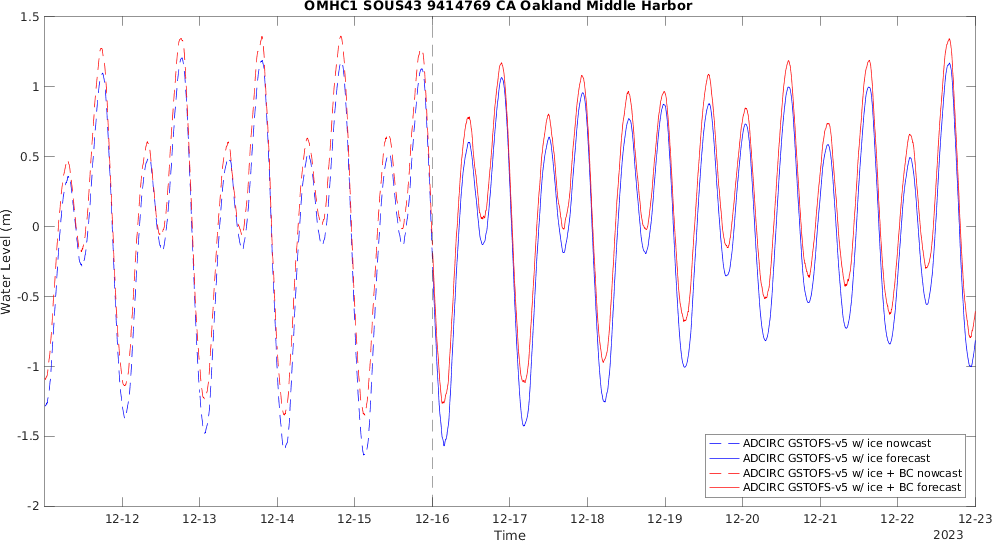 OMHC1 SOUS43 9414769 CA Oakland Middle Harbor
1.5
1
0.5
0
-0.5
-1
-1.5
-2
Water Level (m)
12-12 12-13 12-14 12-15 12-16 12-17 12-18 12-19 12-20 12-21 12-22 12-23
Time
2023
ADCIRC GSTOFS-v5 w/ ice nowcast
ADCIRC GSTOFS-v5 w/ ice forecast
ADCIRC GSTOFS-v5 w/ ice + BC nowcast
ADCIRC GSTOFS-v5 w/ ice + BC forecast